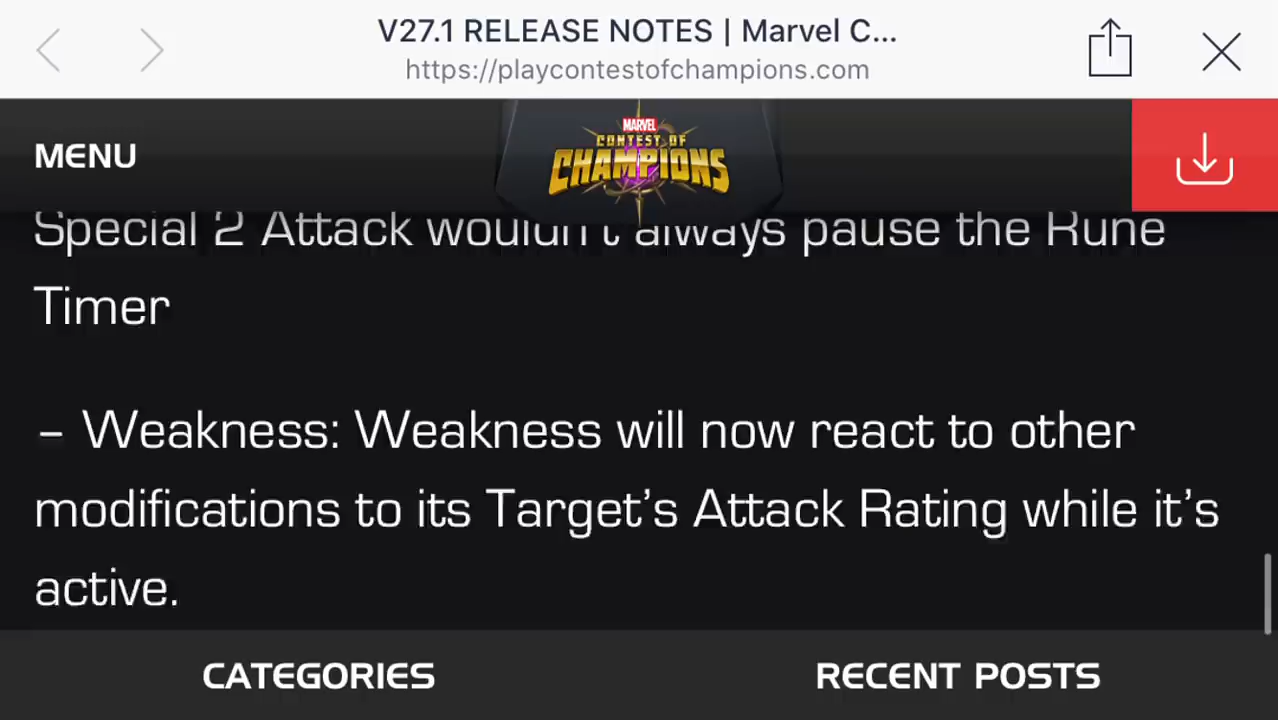 V27.1 RELEASE NOTES | Marvel C...
https://playcontestofchampions.com
MENU
MARVEL
CONTEST OF
CHAMPIONS
Special 2 Attack wouldn't always pause the Rune
Timer
– Weakness: Weakness will now react to other
modifications to its Target's Attack Rating while it's
active.
CATEGORIES
RECENT POSTS